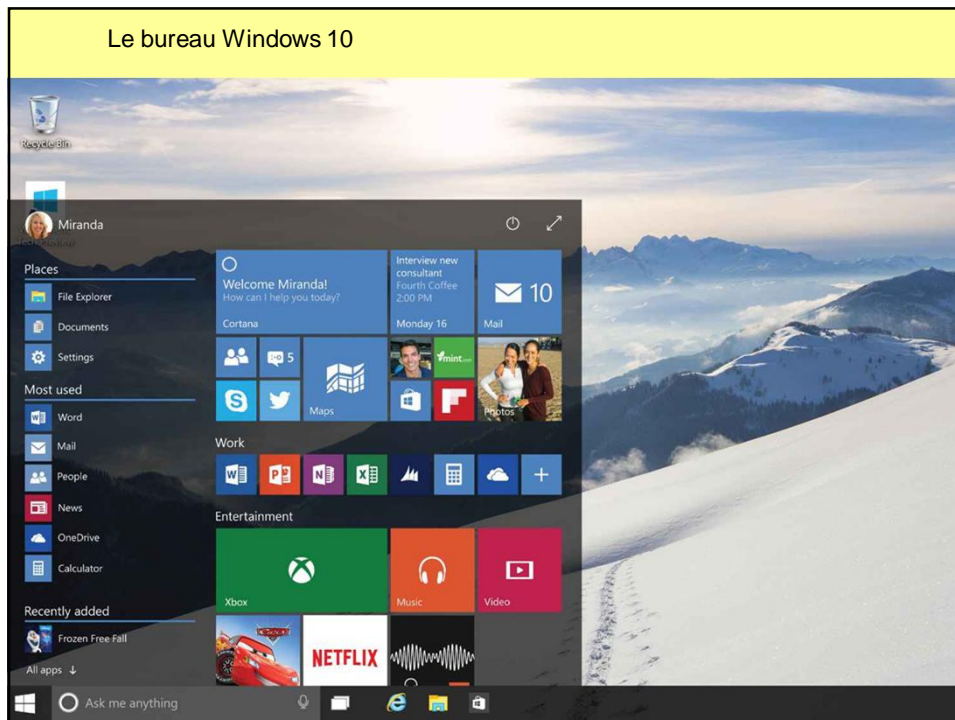 Le bureau Windows 10
Recycle Bin
Miranda
Places
File Explorer
Documents
Settings
Most used
Word
Mail
People
News
OneDrive
Calculator
Recently added
Frozen Free Fall
All apps ↓
Welcome Miranda!
How can I help you today?
Cortana
Interview new
consultant
Fourth Coffee
2:00 PM
Monday 16
10
Mail
5
Maps
mint.com
Photos
Work
Entertainment
Xbox
Music
Video
CARS
NETFLIX
Ask me anything